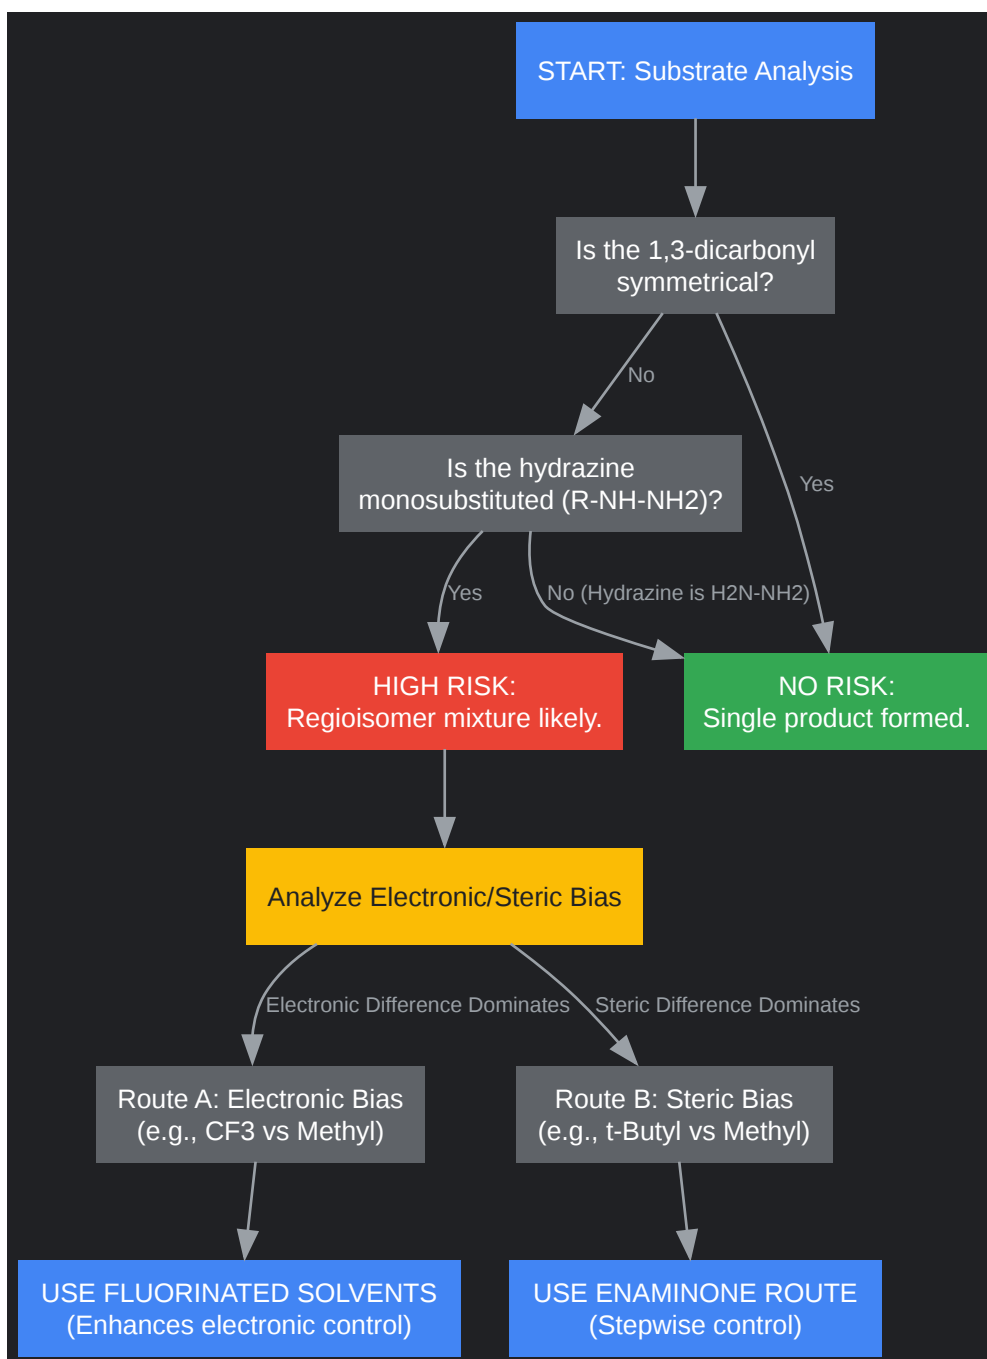 START: Substrate Analysis
Is the 1,3-dicarbonyl
symmetrical?
No
Yes
Is the hydrazine
monosubstituted (R-NH-NH2)?
Yes
No (Hydrazine is H2N-NH2)
HIGH RISK:
Regioisomer mixture likely.
NO RISK:
Single product formed.
Analyze Electronic/Steric Bias
Electronic Difference Dominates
Steric Difference Dominates
Route A: Electronic Bias
(e.g., CF3 vs Methyl)
Route B: Steric Bias
(e.g., t-Butyl vs Methyl)
USE FLUORINATED SOLVENTS
(Enhances electronic control)
USE ENAMINONE ROUTE
(Stepwise control)